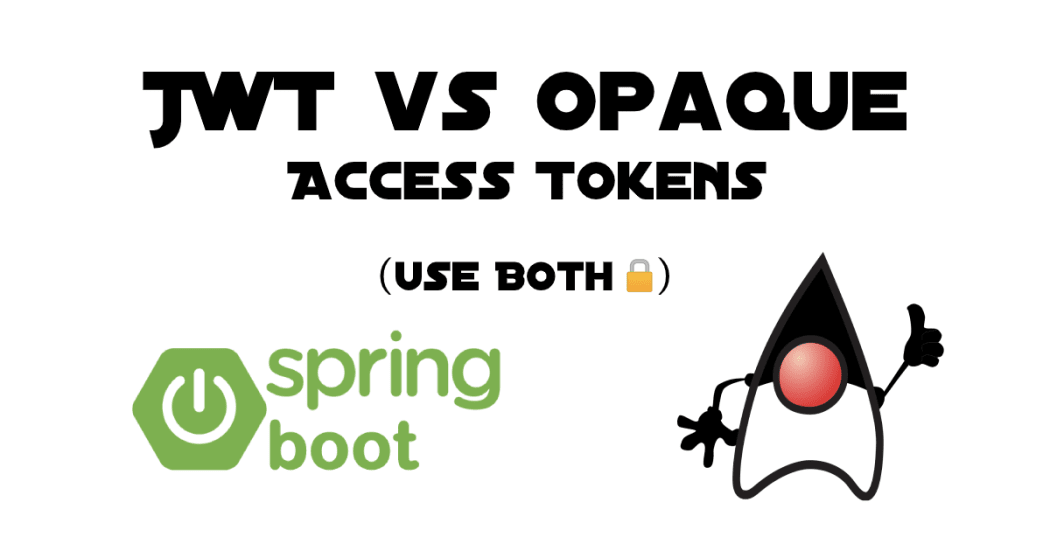 JWT VS OPAQUE
ACCESS TOKENS
(USE BOTH🔒)
spring
boot